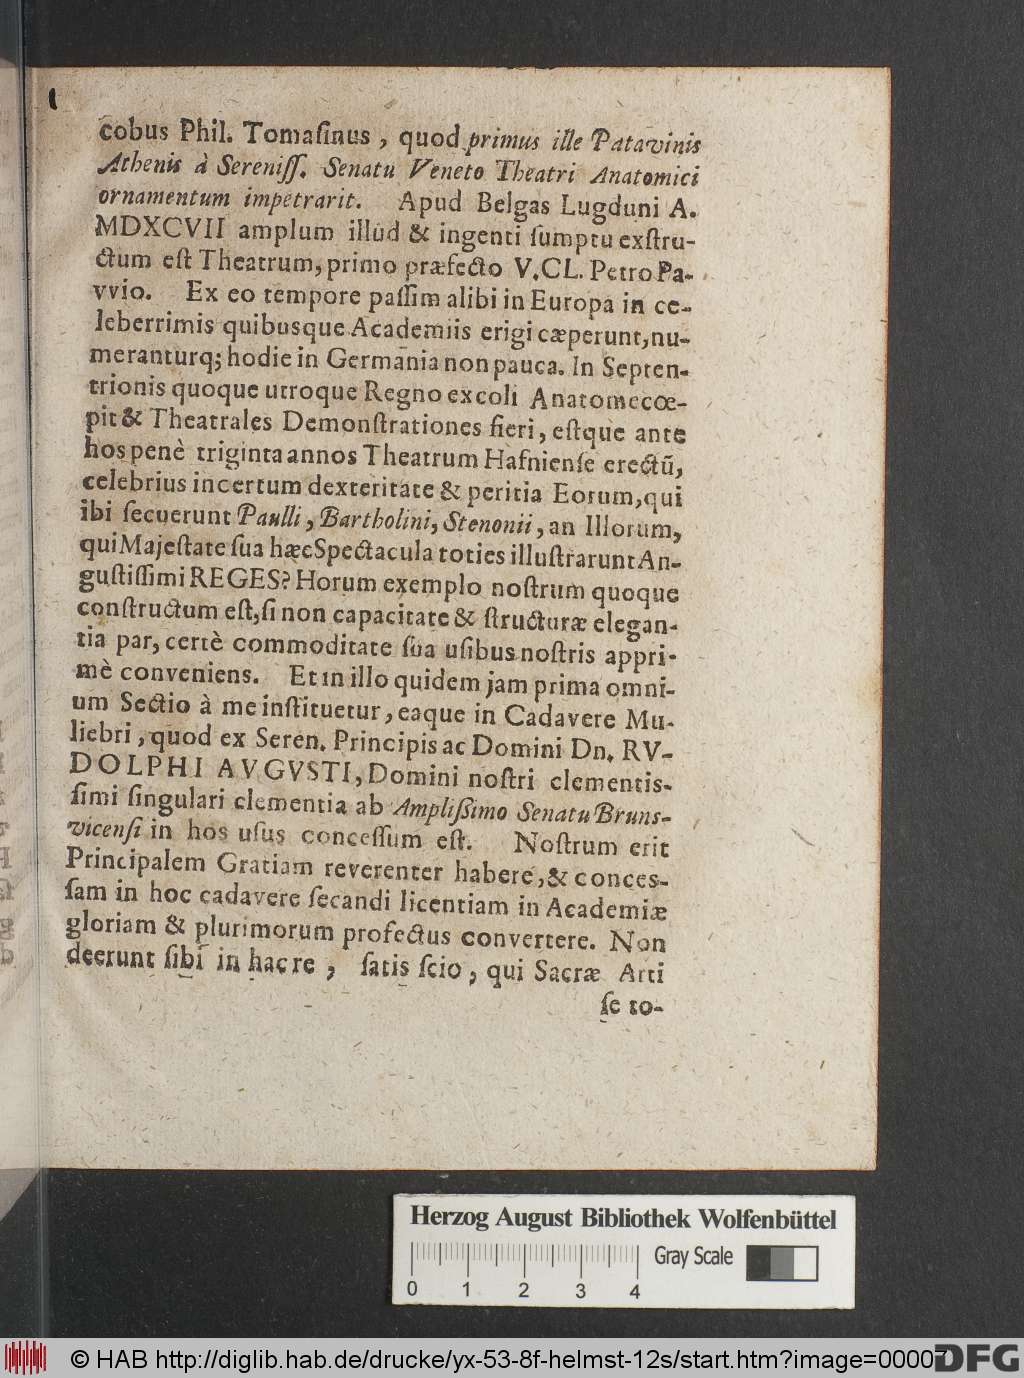 cobus Phil. Tomaſinus, quod primus ille Patavinis
Athenis à Sereniſſ. Senatu Veneto Theatri Anatomici
ornamentum impetrarit. Apud Belgas Lugduni A.
MDXCVII amplum illud & ingenti ſumptu exſtru-
ctum eſt Theatrum, primo præfecto V. CL. Petro Pa-
vvio. Ex eo tempore paſſim alibi in Europa in ce-
leberrimis quibusque Academiis erigi cæperunt, nu-
meranturq; hodie in Germania non pauca. In Septen-
trionis quoque utroque Regno excoli Anatome cœ-
pit & Theatrales Demonſtrationes fieri, eſtque ante
hos penè triginta annos Theatrum Hafnienſe erectū,
celebrius incertum dexteritate & peritia Eorum, qui
ibi ſecuerunt Paulli, Bartholini, Stenonii, an Illorum,
qui Majeſtate ſua hæc Spectacula toties illuſtrarunt An-
guſtiſſimi REGES? Horum exemplo noſtrum quoque
conſtructum eſt, ſi non capacitate & ſtructuræ elegan-
tia par, certè commoditate ſua uſibus noſtris appri-
mè conveniens. Et in illo quidem jam prima omni-
um Sectio à me inſtituetur, eaque in Cadavere Mu-
liebri, quod ex Seren. Principis ac Domini Dn. RV-
DOLPHI AVGVSTI, Domini noſtri clementis-
ſimi ſingulari clementia ab Ampliſſimo Senatu Bruns-
vicenſi in hos uſus conceſſum eſt. Noſtrum erit
Principalem Gratiam reverenter habere, & conces-
ſam in hoc cadavere ſecandi licentiam in Academiæ
gloriam & plurimorum profectus convertere. Non
deerunt ſibi in hac re, ſatis ſcio, qui Sacræ Arti
ſe to-
Herzog August Bibliothek Wolfenbüttel
Gray Scale
0 1 2 3 4
© HAB http://diglib.hab.de/drucke/yx-53-8f-helmst-12s/start.htm?image=00007
DFG